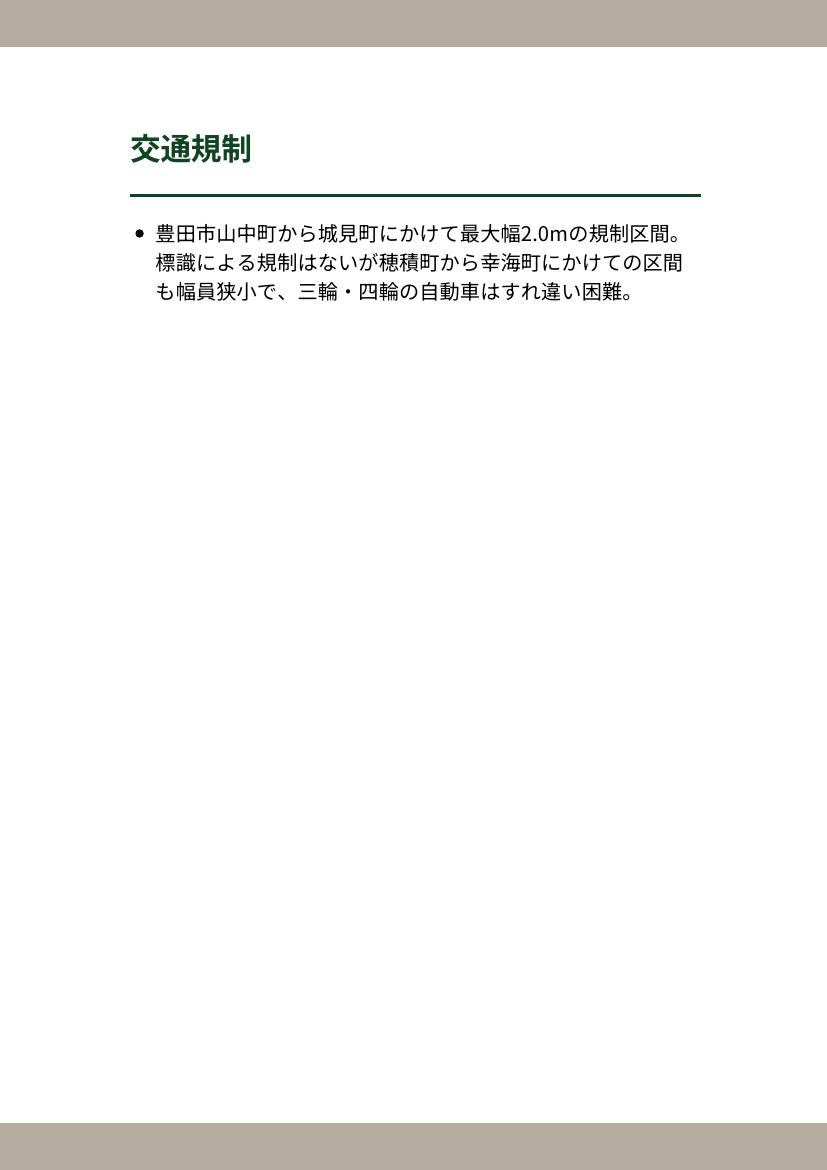 交通規制
豊田市山中町から城見町にかけて最大幅2.0mの規制区間。
標識による規制はないが穂積町から幸海町にかけての区間
も幅員狭小で、三輪・四輪の自動車はすれ違い困難。